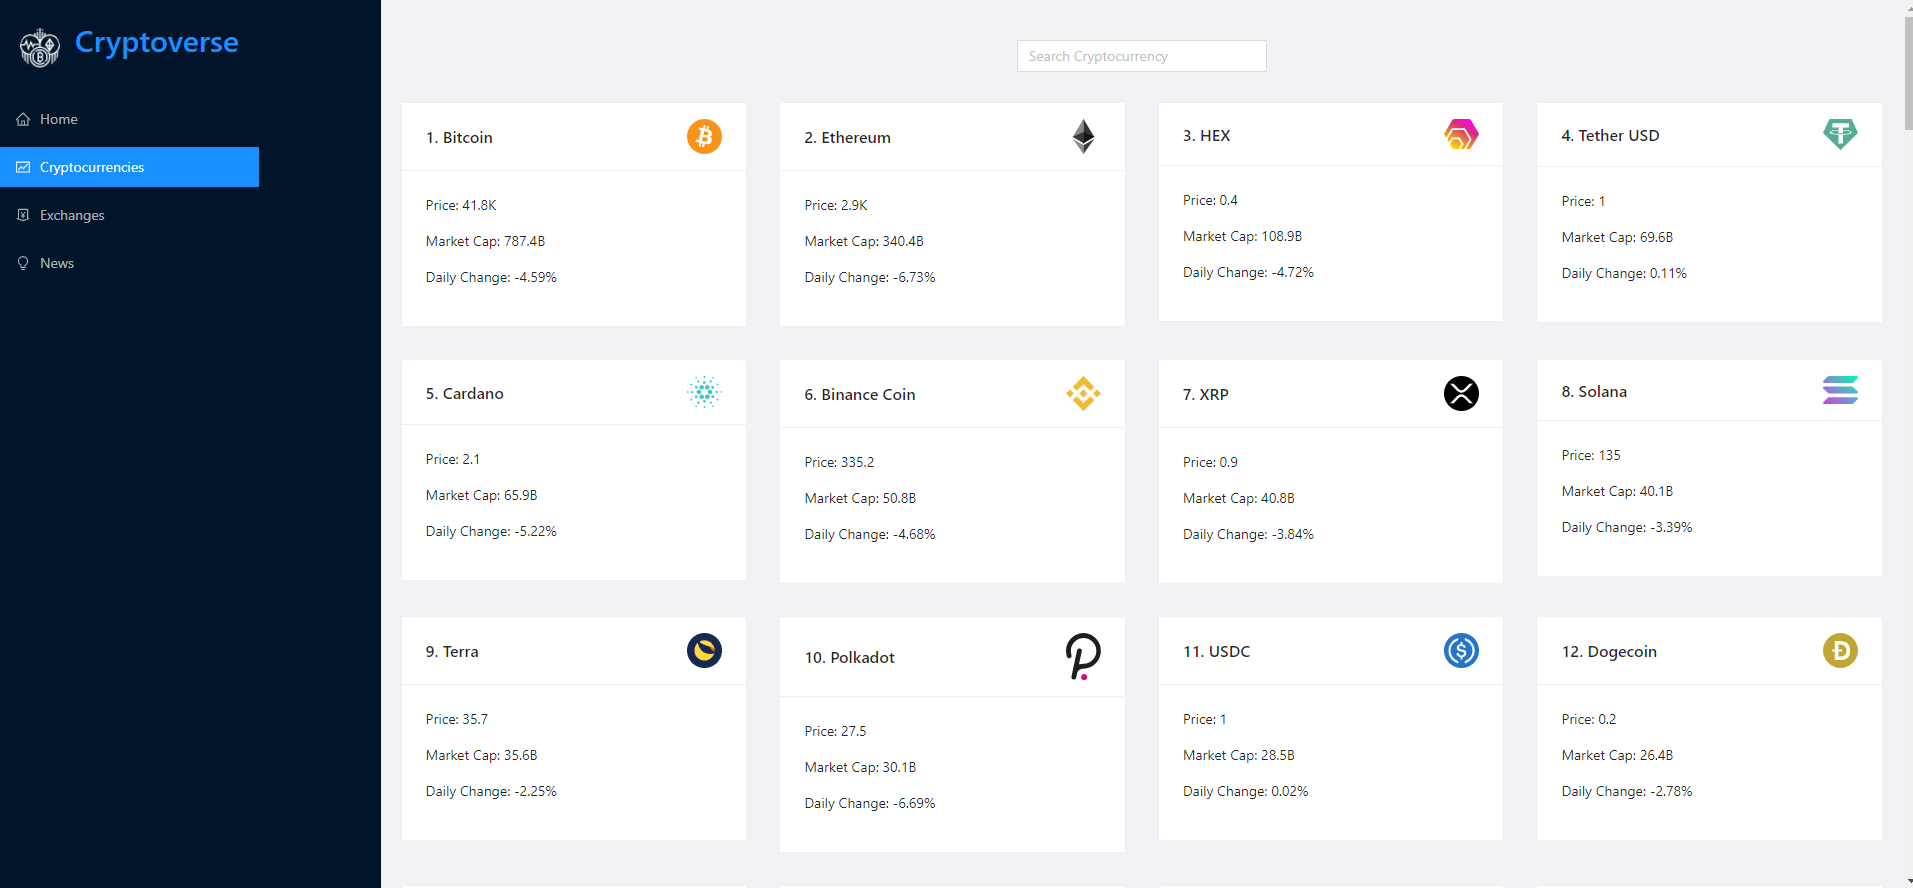 Cryptoverse
Home
Cryptocurrencies
Exchanges
News
Search Cryptocurrency
1. Bitcoin
Price: 41.8K
Market Cap: 787.4B
Daily Change: -4.59%
2. Ethereum
Price: 2.9K
Market Cap: 340.4B
Daily Change: -6.73%
3. HEX
Price: 0.4
Market Cap: 108.9B
Daily Change: -4.72%
4. Tether USD
Price: 1
Market Cap: 69.6B
Daily Change: 0.11%
5. Cardano
Price: 2.1
Market Cap: 65.9B
Daily Change: -5.22%
6. Binance Coin
Price: 335.2
Market Cap: 50.8B
Daily Change: -4.68%
7. XRP
Price: 0.9
Market Cap: 40.8B
Daily Change: -3.84%
8. Solana
Price: 135
Market Cap: 40.1B
Daily Change: -3.39%
9. Terra
Price: 35.7
Market Cap: 35.6B
Daily Change: -2.25%
10. Polkadot
Price: 27.5
Market Cap: 30.1B
Daily Change: -6.69%
11. USDC
Price: 1
Market Cap: 28.5B
Daily Change: 0.02%
12. Dogecoin
Price: 0.2
Market Cap: 26.4B
Daily Change: -2.78%